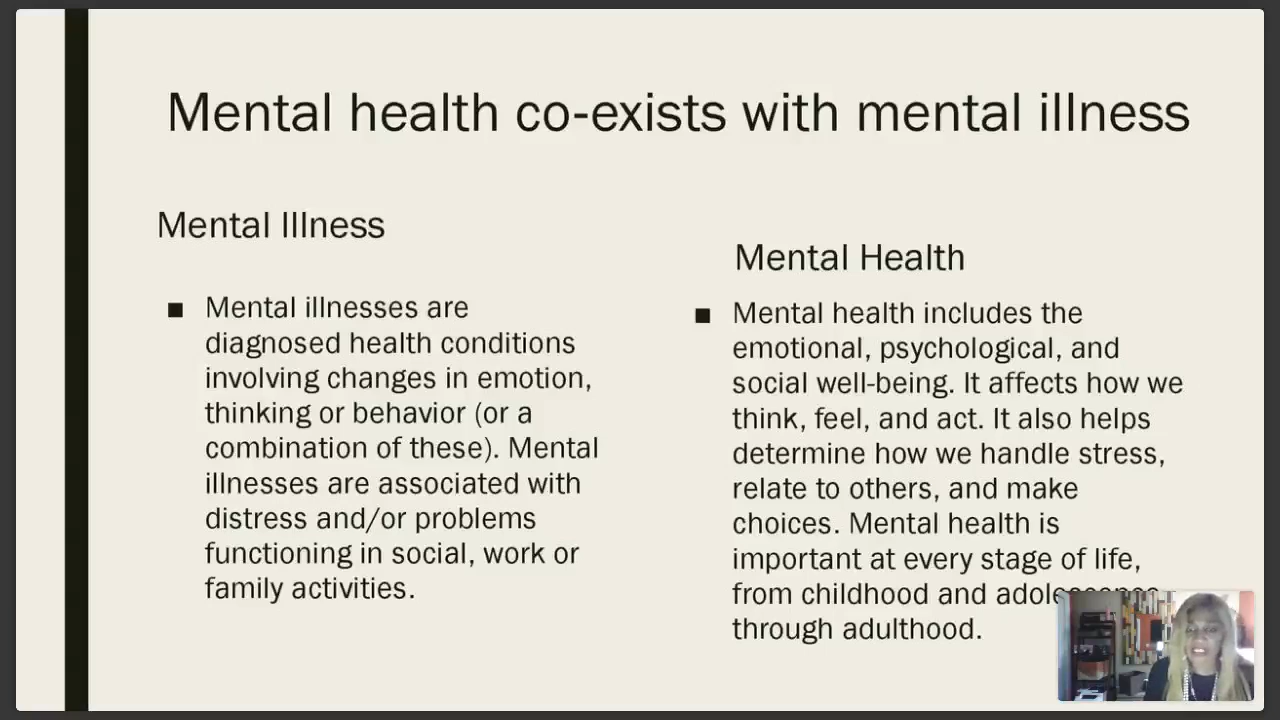 Mental health co-exists with mental illness
Mental Illness
■ Mental illnesses are
diagnosed health conditions
involving changes in emotion,
thinking or behavior (or a
combination of these). Mental
illnesses are associated with
distress and/or problems
functioning in social, work or
family activities.
Mental Health
■ Mental health includes the
emotional, psychological, and
social well-being. It affects how we
think, feel, and act. It also helps
determine how we handle stress,
relate to others, and make
choices. Mental health is
important at every stage of life,
from childhood and adolescence
through adulthood.